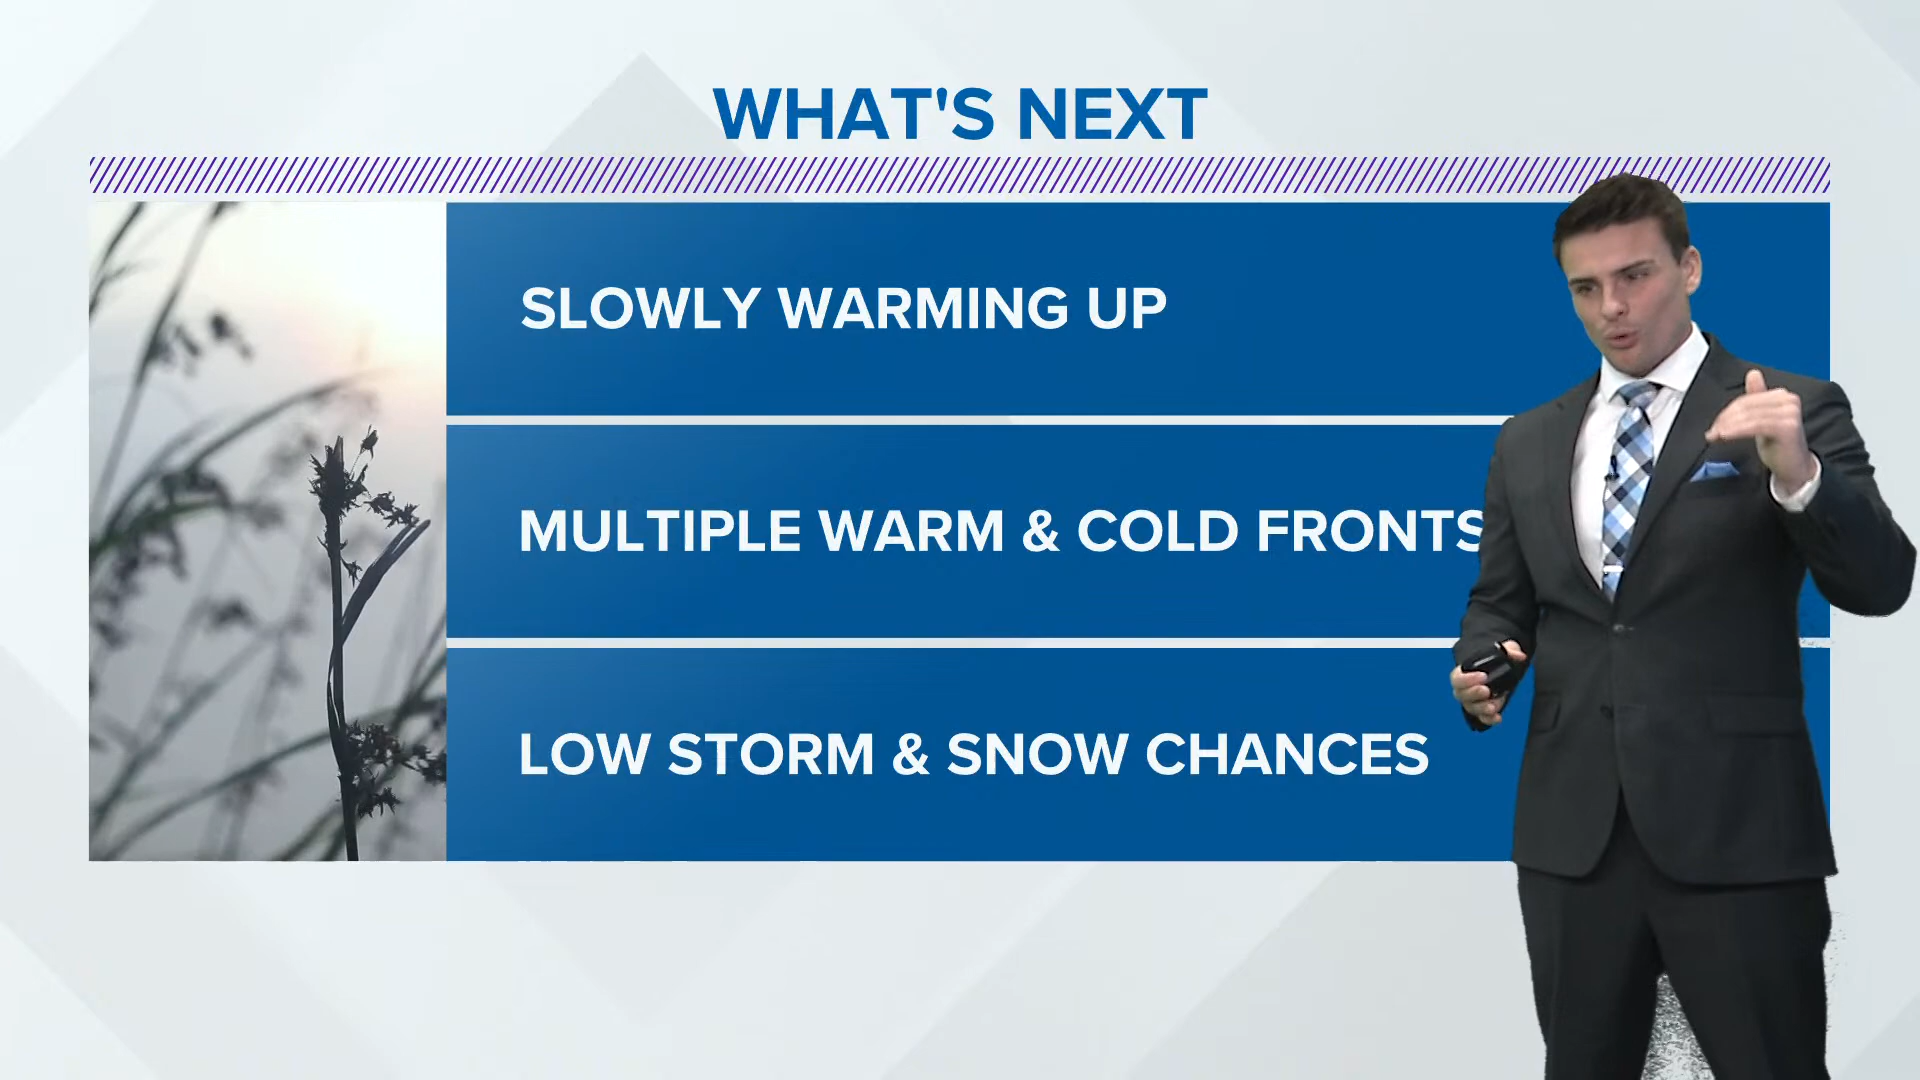 WHAT'S NEXT
SLOWLY WARMING UP
MULTIPLE WARM & COLD FRONTS
LOW STORM & SNOW CHANCES